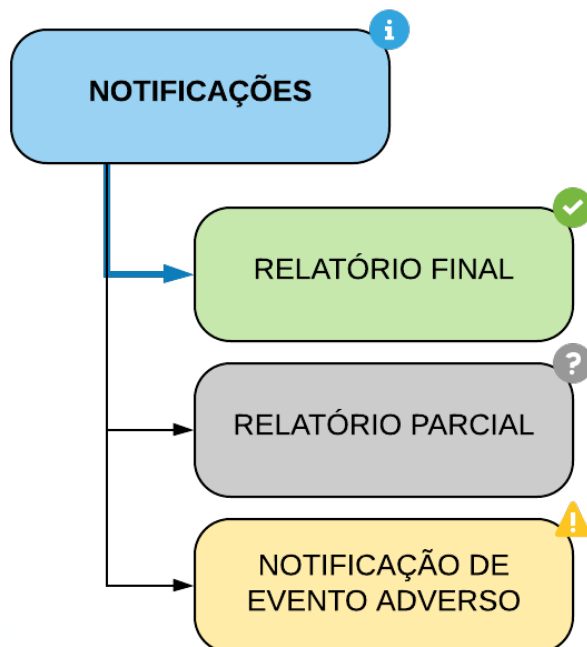 NOTIFICAÇÕES
RELATÓRIO FINAL
RELATÓRIO PARCIAL
NOTIFICAÇÃO DE
EVENTO ADVERSO